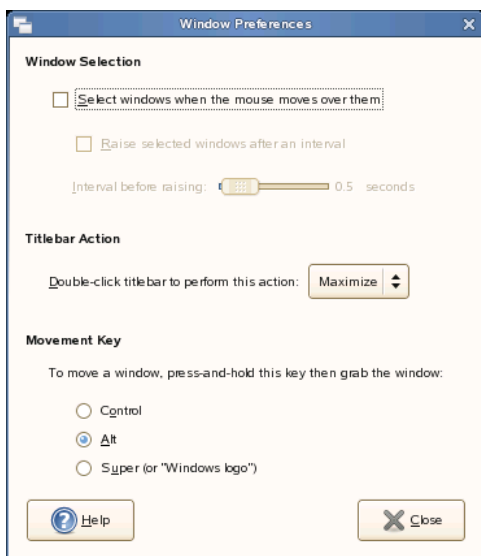 Window Preferences
Window Selection
Select windows when the mouse moves over them
Raise selected windows after an interval
Interval before raising: 0.5 seconds
Titlebar Action
Double-click titlebar to perform this action: Maximize
Movement Key
To move a window, press-and-hold this key then grab the window:
Control
Alt
Super (or "Windows logo")
Help Close